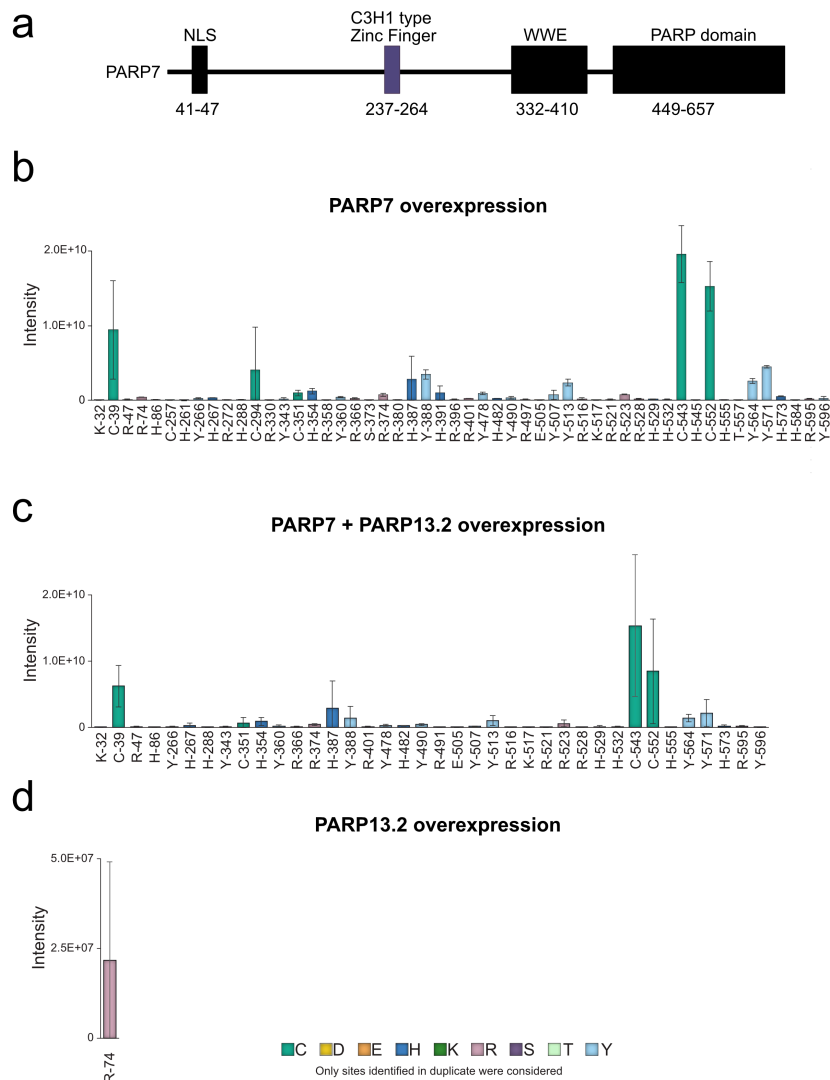 a
C3H1 type
NLS Zinc Finger WWE PARP domain
PARP7
41-47 237-264 332-410 449-657
b
PARP7 overexpression
Intensity
2.0E+10
1.0E+10
0
K-32 C-39 R-47 R-74 H-86 C-257 H-261 Y-266 H-267 R-272 H-288 C-294 R-330 Y-343 C-351 H-354 R-358 Y-360 R-366 S-373 R-374 R-380 H-387 Y-388 H-391 R-396 R-401 Y-478 H-482 Y-490 R-497 E-505 Y-507 Y-513 R-516 K-517 R-521 R-523 R-528 H-529 H-532 C-543 H-545 C-552 H-555 T-557 Y-564 Y-571 H-573 H-584 R-595 Y-596
c
PARP7 + PARP13.2 overexpression
Intensity
2.0E+10
1.0E+10
0
K-32 C-39 R-47 H-86 Y-266 H-267 H-288 Y-343 C-351 H-354 Y-360 R-366 R-374 H-387 Y-388 R-401 Y-478 H-482 Y-490 R-491 E-505 Y-507 Y-513 R-516 K-517 R-521 R-523 R-528 H-529 H-532 C-543 C-552 H-555 Y-564 Y-571 H-573 R-595 Y-596
d
PARP13.2 overexpression
Intensity
5.0E+07
2.5E+07
0
R-74
C D E H K R S T Y
Only sites identified in duplicate were considered